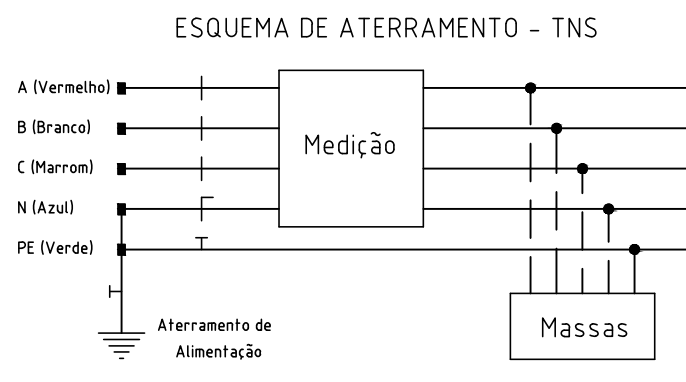 ESQUEMA DE ATERRAMENTO - TNS
A (Vermelho)
B (Branco)
C (Marrom)
N (Azul)
PE (Verde)
Medição
Aterramento de
Alimentação
Massas